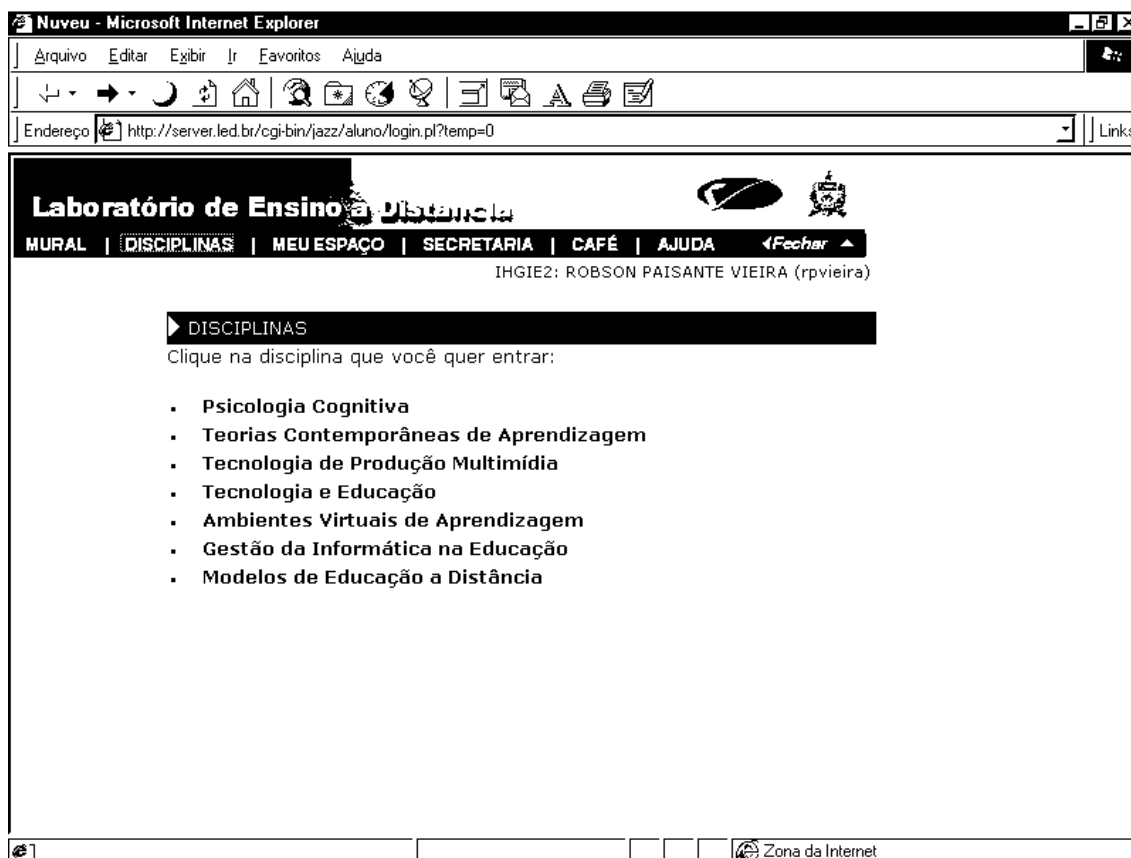 Nuveu - Microsoft Internet Explorer
Arquivo Editar Exibir Ir Favoritos Ajuda
Endereço http://server.led.br/cgi-bin/jazz/aluno/login.pl?temp=0 Links
Laboratório de Ensino à Distância
MURAL | DISCIPLINAS | MEU ESPAÇO | SECRETARIA | CAFÉ | AJUDA Fechar
IHGIE2: ROBSON PAISANTE VIEIRA (rpvieira)
DISCIPLINAS
Clique na disciplina que você quer entrar:
Psicologia Cognitiva
Teorias Contemporâneas de Aprendizagem
Tecnologia de Produção Multimídia
Tecnologia e Educação
Ambientes Virtuais de Aprendizagem
Gestão da Informática na Educação
Modelos de Educação a Distância
Zona da Internet